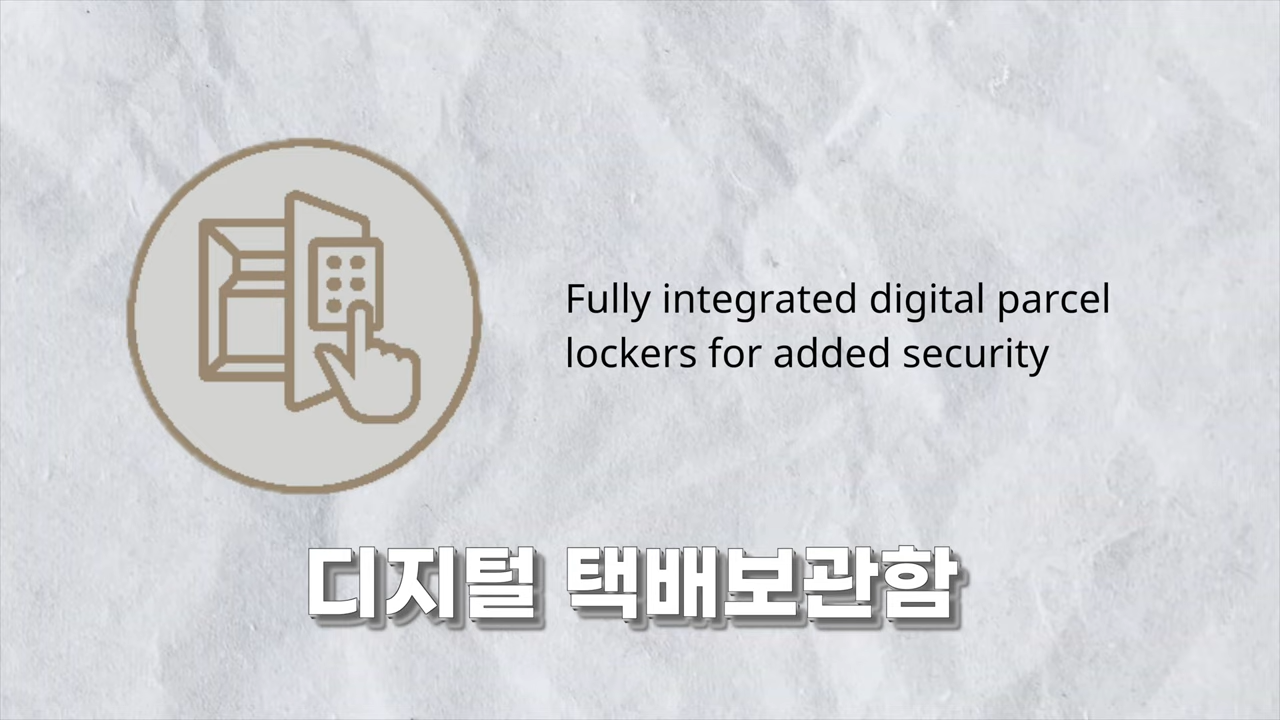 Fully integrated digital parcel
lockers for added security
디지털 택배보관함